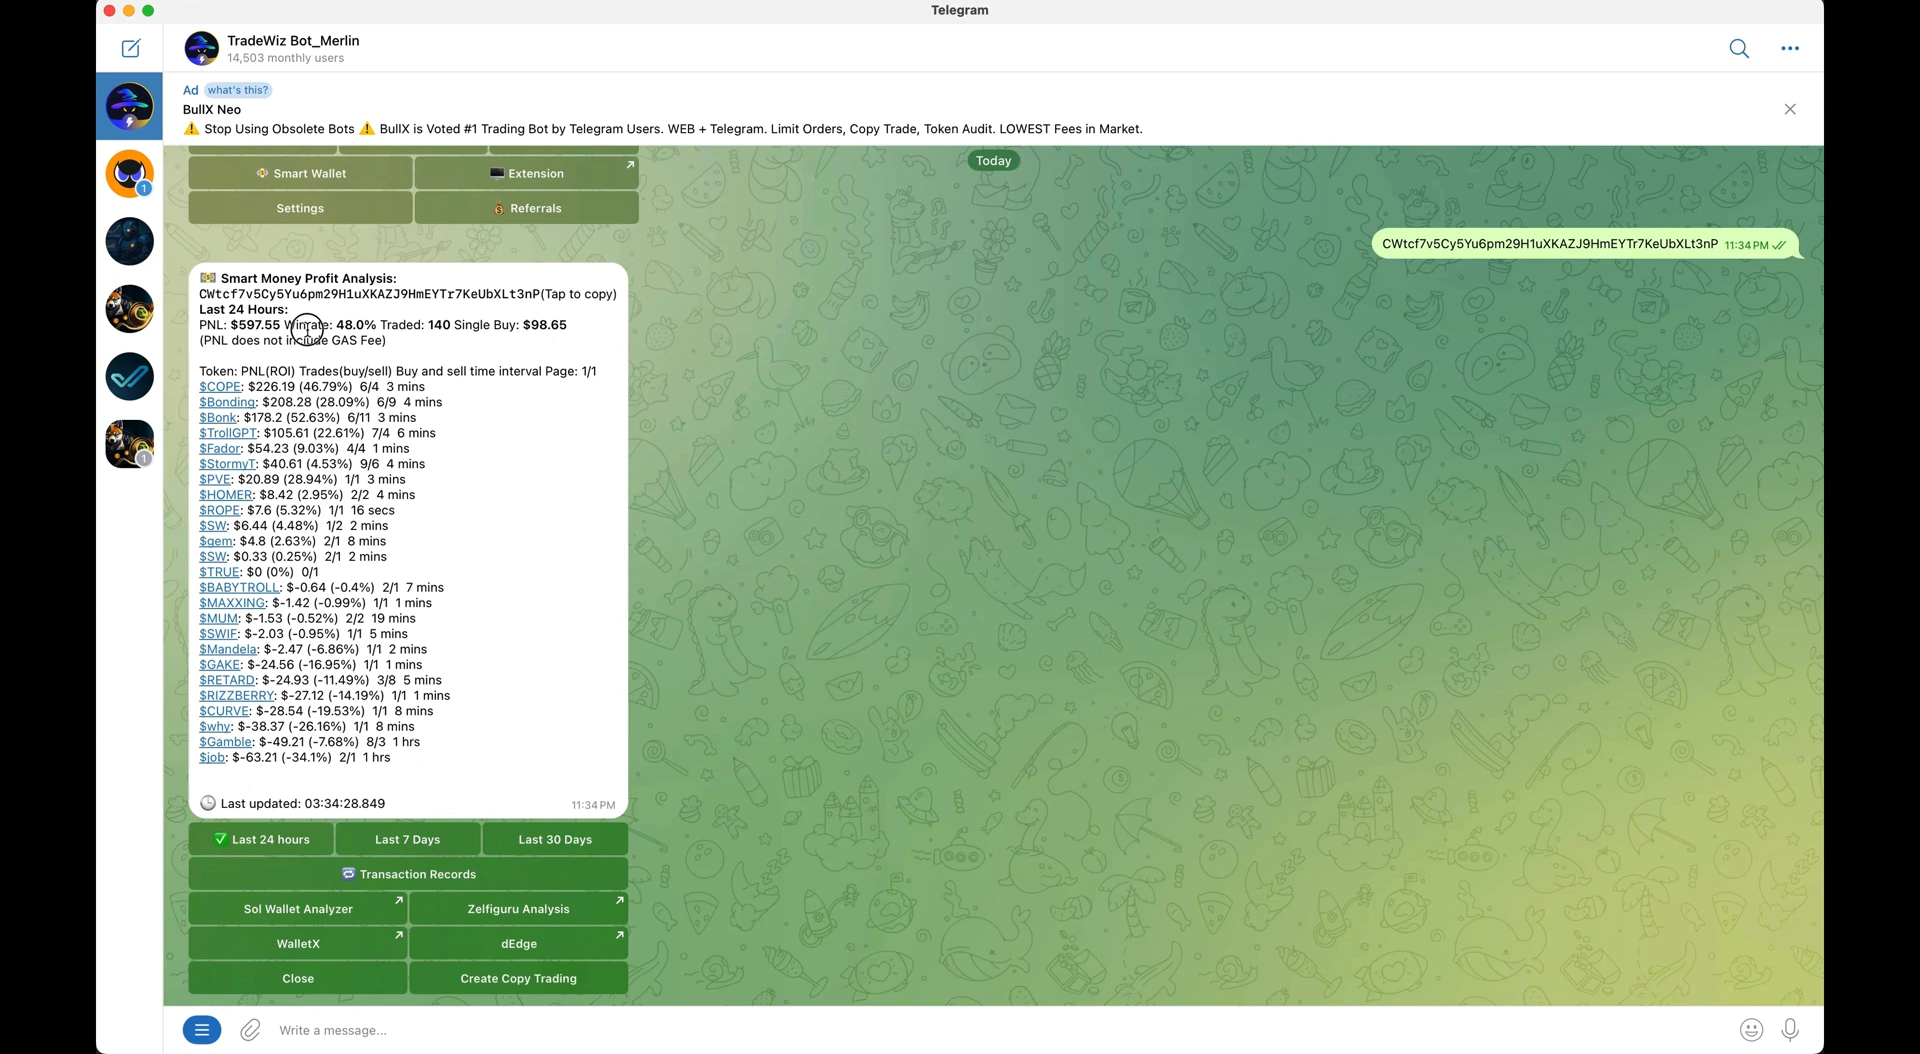 Telegram
TradeWiz Bot_Merlin
14,503 monthly users
Ad what's this?
BullX Neo
⚠️ Stop Using Obsolete Bots ⚠️ BullX is Voted #1 Trading Bot by Telegram Users. WEB + Telegram. Limit Orders, Copy Trade, Token Audit. LOWEST Fees in Market.
Today
Smart Wallet
Extension
Settings
Referrals
CWtcf7v5Cy5Yu6pm29H1uXKAZJ9HmEYTr7KeUbXLt3nP 11:34 PM
Smart Money Profit Analysis:
CWtcf7v5Cy5Yu6pm29H1uXKAZJ9HmEYTr7KeUbXLt3nP(Tap to copy)
Last 24 Hours:
PNL: $597.55 Winrate: 48.0% Traded: 140 Single Buy: $98.65
(PNL does not include GAS Fee)
Token: PNL(ROI) Trades(buy/sell) Buy and sell time interval Page: 1/1
$COPE: $226.19 (46.79%) 6/4 3 mins
$Bonding: $208.28 (28.09%) 6/9 4 mins
$Bonk: $178.2 (52.63%) 6/11 3 mins
$TrollGPT: $105.61 (22.61%) 7/4 6 mins
$Fador: $54.23 (9.03%) 4/4 1 mins
$StormyT: $40.61 (4.53%) 9/6 4 mins
$PVE: $20.89 (28.94%) 1/1 3 mins
$HOMER: $8.42 (2.95%) 2/2 4 mins
$ROPE: $7.6 (5.32%) 1/1 16 secs
$SW: $6.44 (4.48%) 1/2 2 mins
$gem: $4.8 (2.63%) 2/1 8 mins
$SW: $0.33 (0.25%) 2/1 2 mins
$TRUE: $0 (0%) 0/1
$BABYTROLL: $-0.64 (-0.4%) 2/1 7 mins
$MAXXING: $-1.42 (-0.99%) 1/1 1 mins
$MUM: $-1.53 (-0.52%) 2/2 19 mins
$SWIF: $-2.03 (-0.95%) 1/1 5 mins
$Mandela: $-2.47 (-6.86%) 1/1 2 mins
$GAKE: $-24.56 (-16.95%) 1/1 1 mins
$RETARD: $-24.93 (-11.49%) 3/8 5 mins
$RIZZBERRY: $-27.12 (-14.19%) 1/1 1 mins
$CURVE: $-28.54 (-19.53%) 1/1 8 mins
$why: $-38.37 (-26.16%) 1/1 8 mins
$Gamble: $-49.21 (-7.68%) 8/3 1 hrs
$job: $-63.21 (-34.1%) 2/1 1 hrs
Last updated: 03:34:28.849
11:34 PM
Last 24 hours
Last 7 Days
Last 30 Days
Transaction Records
Sol Wallet Analyzer
Zelfiguru Analysis
WalletX
dEdge
Close
Create Copy Trading
Write a message...
1
1